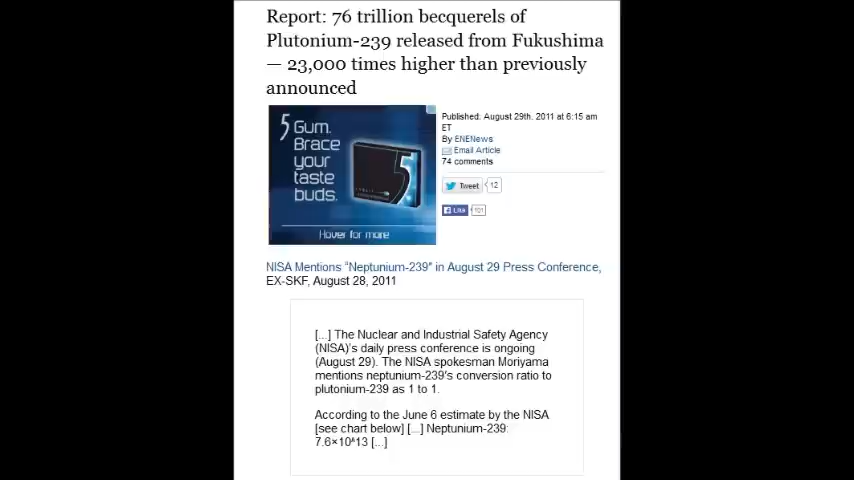 Report: 76 trillion becquerels of
Plutonium-239 released from Fukushima
— 23,000 times higher than previously
announced
5 Gum.
Brace
your
taste
buds.
5
Hover for more
Published: August 29th. 2011 at 6:15 am
ET
By ENENews
Email Article
74 comments
Tweet 12
Like 101
NISA Mentions "Neptunium-239" in August 29 Press Conference,
EX-SKF, August 28, 2011
[...] The Nuclear and Industrial Safety Agency
(NISA)'s daily press conference is ongoing
(August 29). The NISA spokesman Moriyama
mentions neptunium-239's conversion ratio to
plutonium-239 as 1 to 1.
According to the June 6 estimate by the NISA
[see chart below] [...] Neptunium-239:
7.6×10^13 [...]